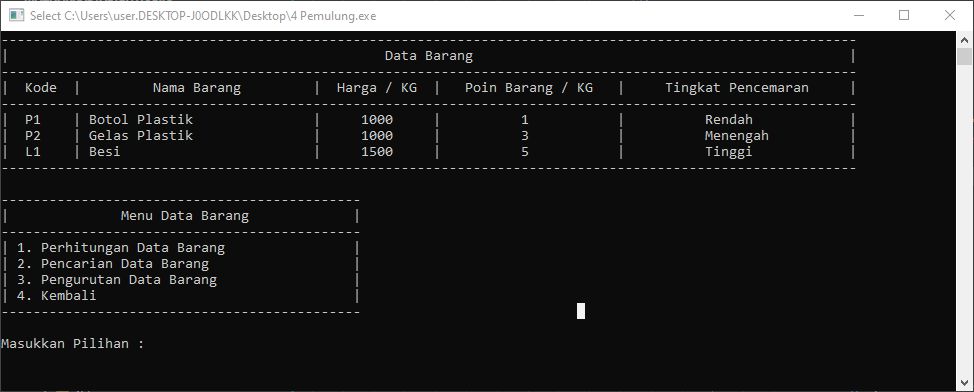 Select C:\Users\user.DESKTOP-J0ODLKK\Desktop\4 Pemulung.exe
Data Barang
| Kode | Nama Barang | Harga / KG | Poin Barang / KG | Tingkat Pencemaran |
| P1 | Botol Plastik | 1000 | 1 | Rendah |
| P2 | Gelas Plastik | 1000 | 3 | Menengah |
| L1 | Besi | 1500 | 5 | Tinggi |
Menu Data Barang
1. Perhitungan Data Barang
2. Pencarian Data Barang
3. Pengurutan Data Barang
4. Kembali
Masukkan Pilihan :